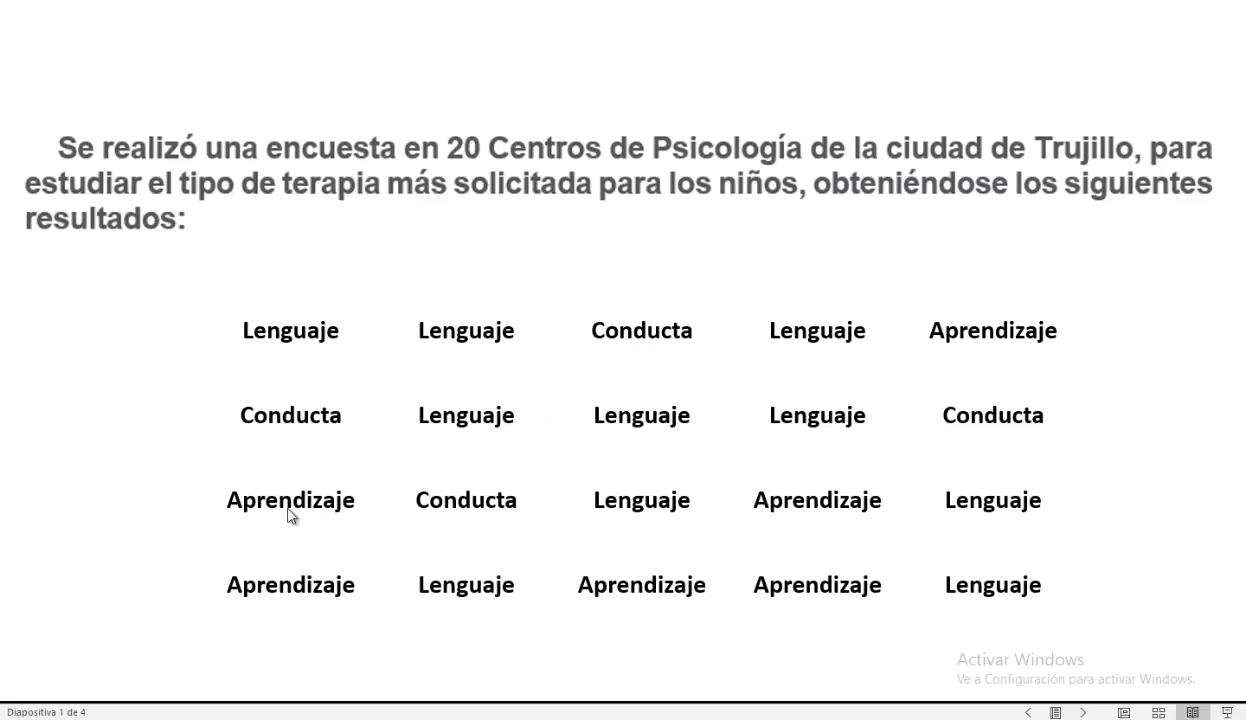 Se realizó una encuesta en 20 Centros de Psicología de la ciudad de Trujillo, para
estudiar el tipo de terapia más solicitada para los niños, obteniéndose los siguientes
resultados:
Lenguaje Lenguaje Conducta Lenguaje Aprendizaje
Conducta Lenguaje Lenguaje Lenguaje Conducta
Aprendizaje Conducta Lenguaje Aprendizaje Lenguaje
Aprendizaje Lenguaje Aprendizaje Aprendizaje Lenguaje
Activar Windows
Ve a Configuración para activar Windows.
Diapositiva 1 de 4